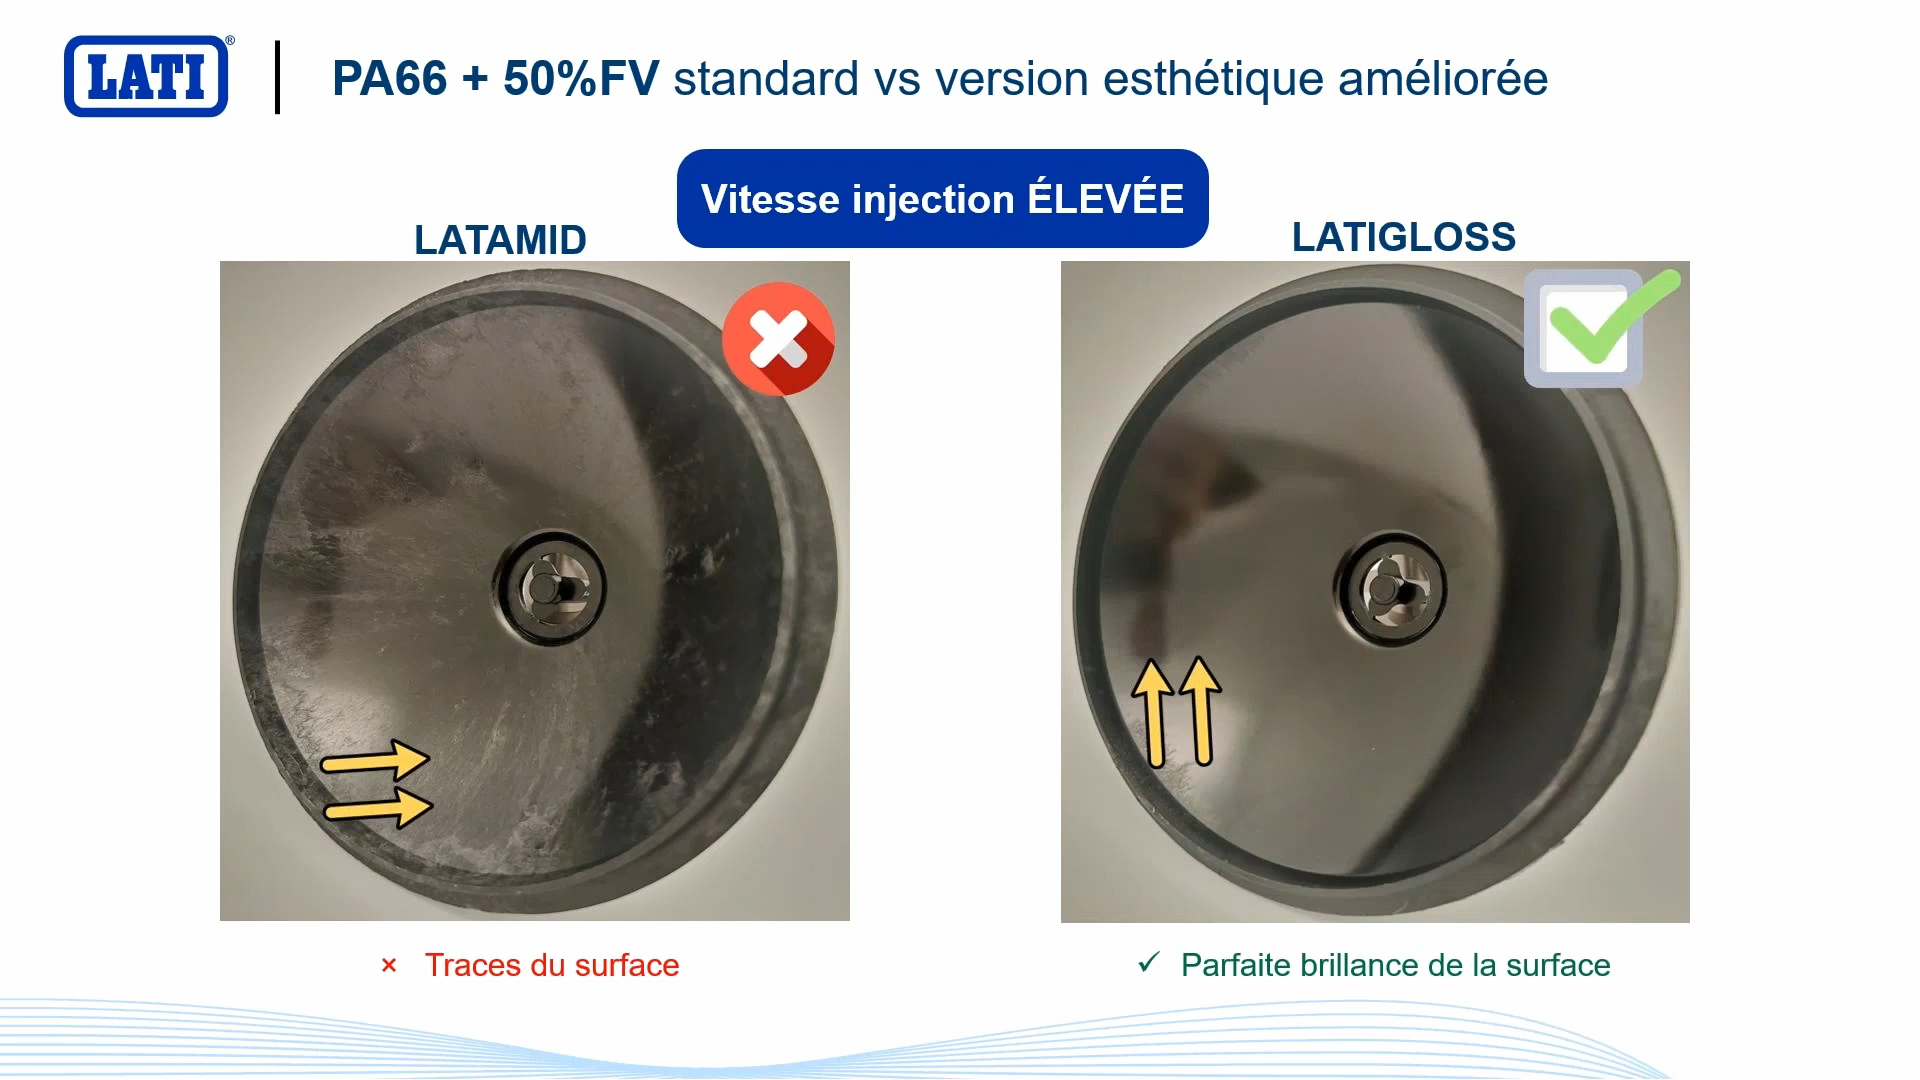 LATI®
PA66 + 50%FV standard vs version esthétique améliorée
Vitesse injection ÉLEVÉE
LATAMID
LATIGLOSS
× Traces du surface
✓ Parfaite brillance de la surface